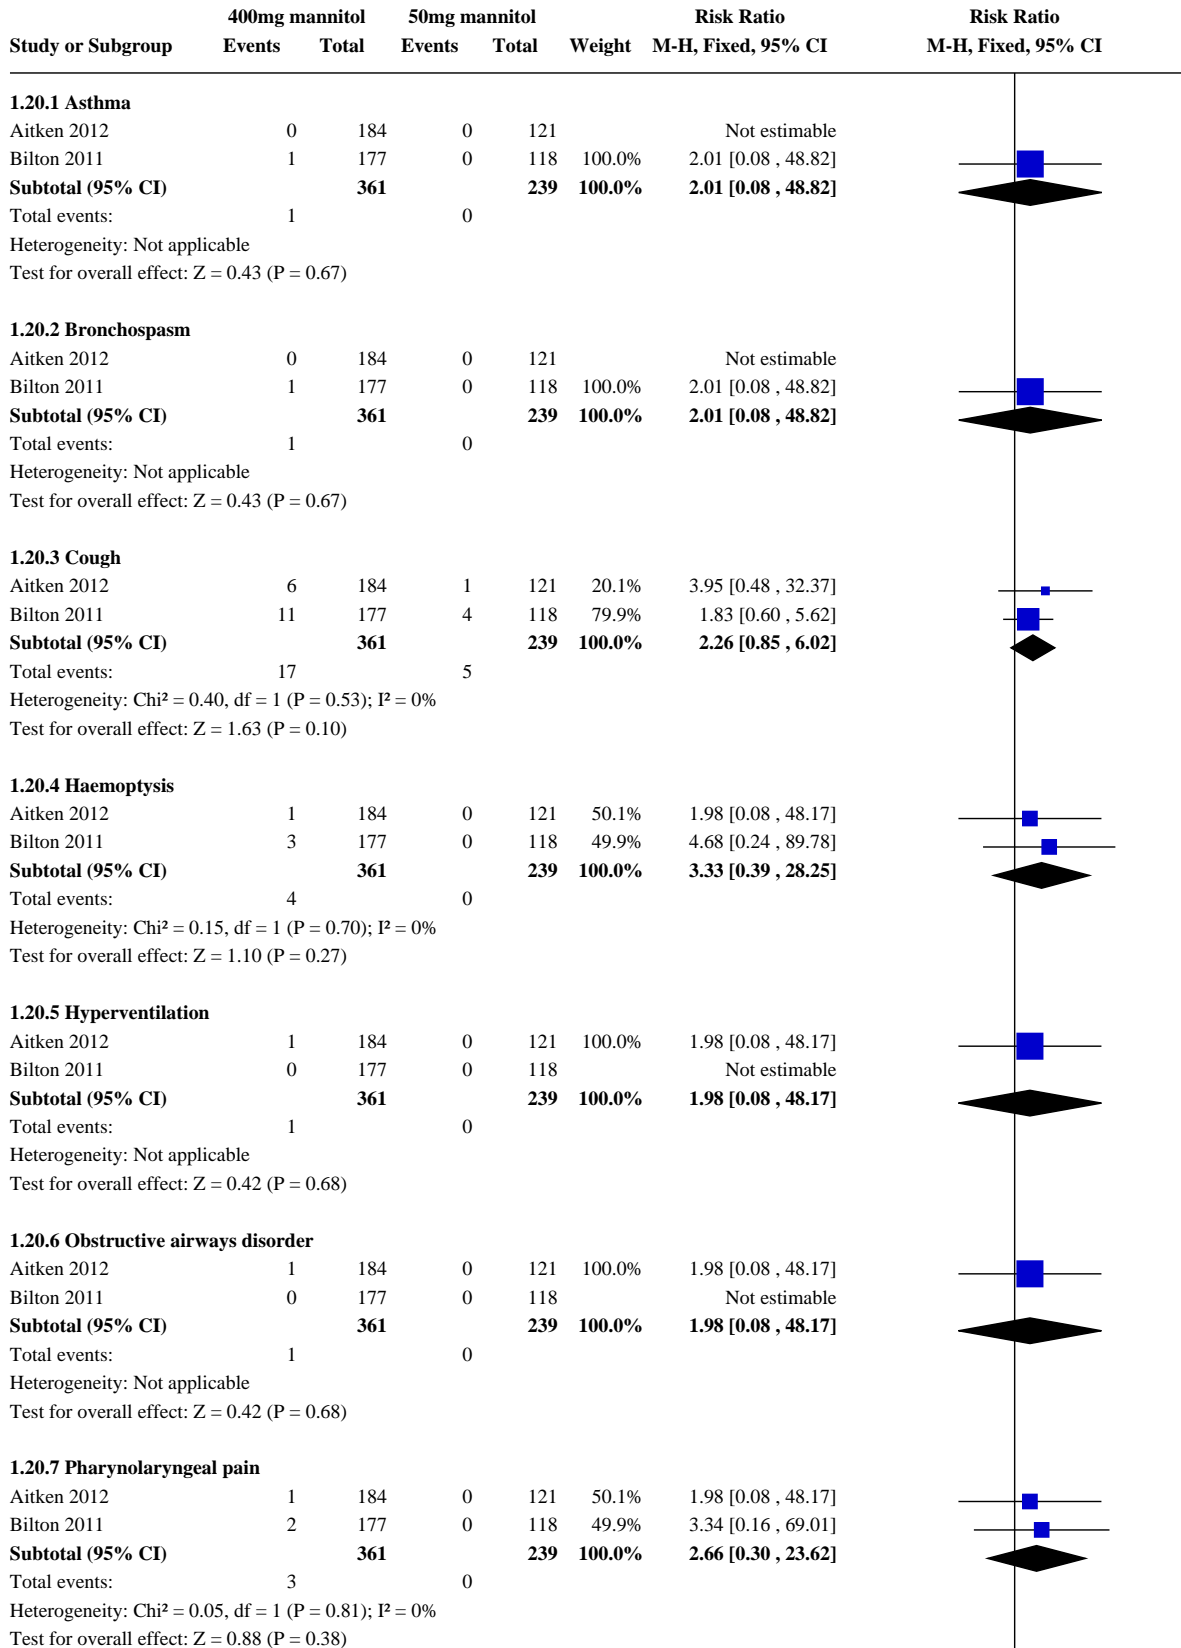 400mg mannitol 50mg mannitol Risk Ratio Risk Ratio
Study or Subgroup Events Total Events Total Weight M-H, Fixed, 95% CI M-H, Fixed, 95% CI
1.20.1 Asthma
Aitken 2012 0 184 0 121 Not estimable
Bilton 2011 1 177 0 118 100.0% 2.01 [0.08 , 48.82]
Subtotal (95% CI) 361 239 100.0% 2.01 [0.08 , 48.82]
Total events: 1 0
Heterogeneity: Not applicable
Test for overall effect: Z = 0.43 (P = 0.67)
1.20.2 Bronchospasm
Aitken 2012 0 184 0 121 Not estimable
Bilton 2011 1 177 0 118 100.0% 2.01 [0.08 , 48.82]
Subtotal (95% CI) 361 239 100.0% 2.01 [0.08 , 48.82]
Total events: 1 0
Heterogeneity: Not applicable
Test for overall effect: Z = 0.43 (P = 0.67)
1.20.3 Cough
Aitken 2012 6 184 1 121 20.1% 3.95 [0.48 , 32.37]
Bilton 2011 11 177 4 118 79.9% 1.83 [0.60 , 5.62]
Subtotal (95% CI) 361 239 100.0% 2.26 [0.85 , 6.02]
Total events: 17 5
Heterogeneity: Chi² = 0.40, df = 1 (P = 0.53); I² = 0%
Test for overall effect: Z = 1.63 (P = 0.10)
1.20.4 Haemoptysis
Aitken 2012 1 184 0 121 50.1% 1.98 [0.08 , 48.17]
Bilton 2011 3 177 0 118 49.9% 4.68 [0.24 , 89.78]
Subtotal (95% CI) 361 239 100.0% 3.33 [0.39 , 28.25]
Total events: 4 0
Heterogeneity: Chi² = 0.15, df = 1 (P = 0.70); I² = 0%
Test for overall effect: Z = 1.10 (P = 0.27)
1.20.5 Hyperventilation
Aitken 2012 1 184 0 121 100.0% 1.98 [0.08 , 48.17]
Bilton 2011 0 177 0 118 Not estimable
Subtotal (95% CI) 361 239 100.0% 1.98 [0.08 , 48.17]
Total events: 1 0
Heterogeneity: Not applicable
Test for overall effect: Z = 0.42 (P = 0.68)
1.20.6 Obstructive airways disorder
Aitken 2012 1 184 0 121 100.0% 1.98 [0.08 , 48.17]
Bilton 2011 0 177 0 118 Not estimable
Subtotal (95% CI) 361 239 100.0% 1.98 [0.08 , 48.17]
Total events: 1 0
Heterogeneity: Not applicable
Test for overall effect: Z = 0.42 (P = 0.68)
1.20.7 Pharynolaryngeal pain
Aitken 2012 1 184 0 121 50.1% 1.98 [0.08 , 48.17]
Bilton 2011 2 177 0 118 49.9% 3.34 [0.16 , 69.01]
Subtotal (95% CI) 361 239 100.0% 2.66 [0.30 , 23.62]
Total events: 3 0
Heterogeneity: Chi² = 0.05, df = 1 (P = 0.81); I² = 0%
Test for overall effect: Z = 0.88 (P = 0.38)